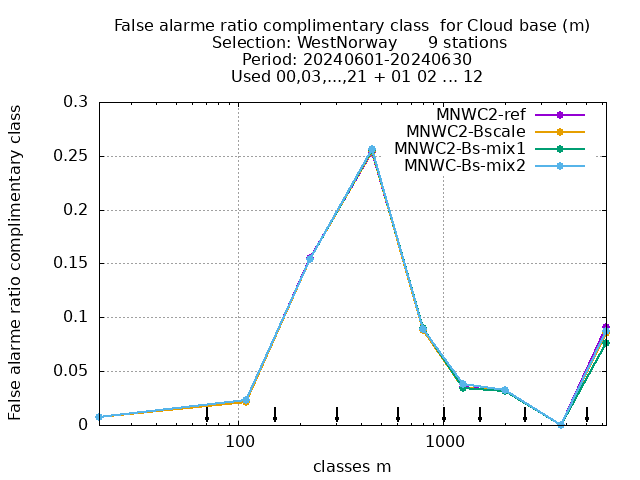 False alarme ratio complimentary class  for Cloud base (m)
Selection: WestNorway      9 stations
Period: 20240601-20240630
Used 00,03,...,21 + 01 02 ... 12
False alarme ratio complimentary class
0.3
0.25
0.2
0.15
0.1
0.05
0
MNWC2-ref
MNWC2-Bscale
MNWC2-Bs-mix1
MNWC-Bs-mix2
100
1000
classes m